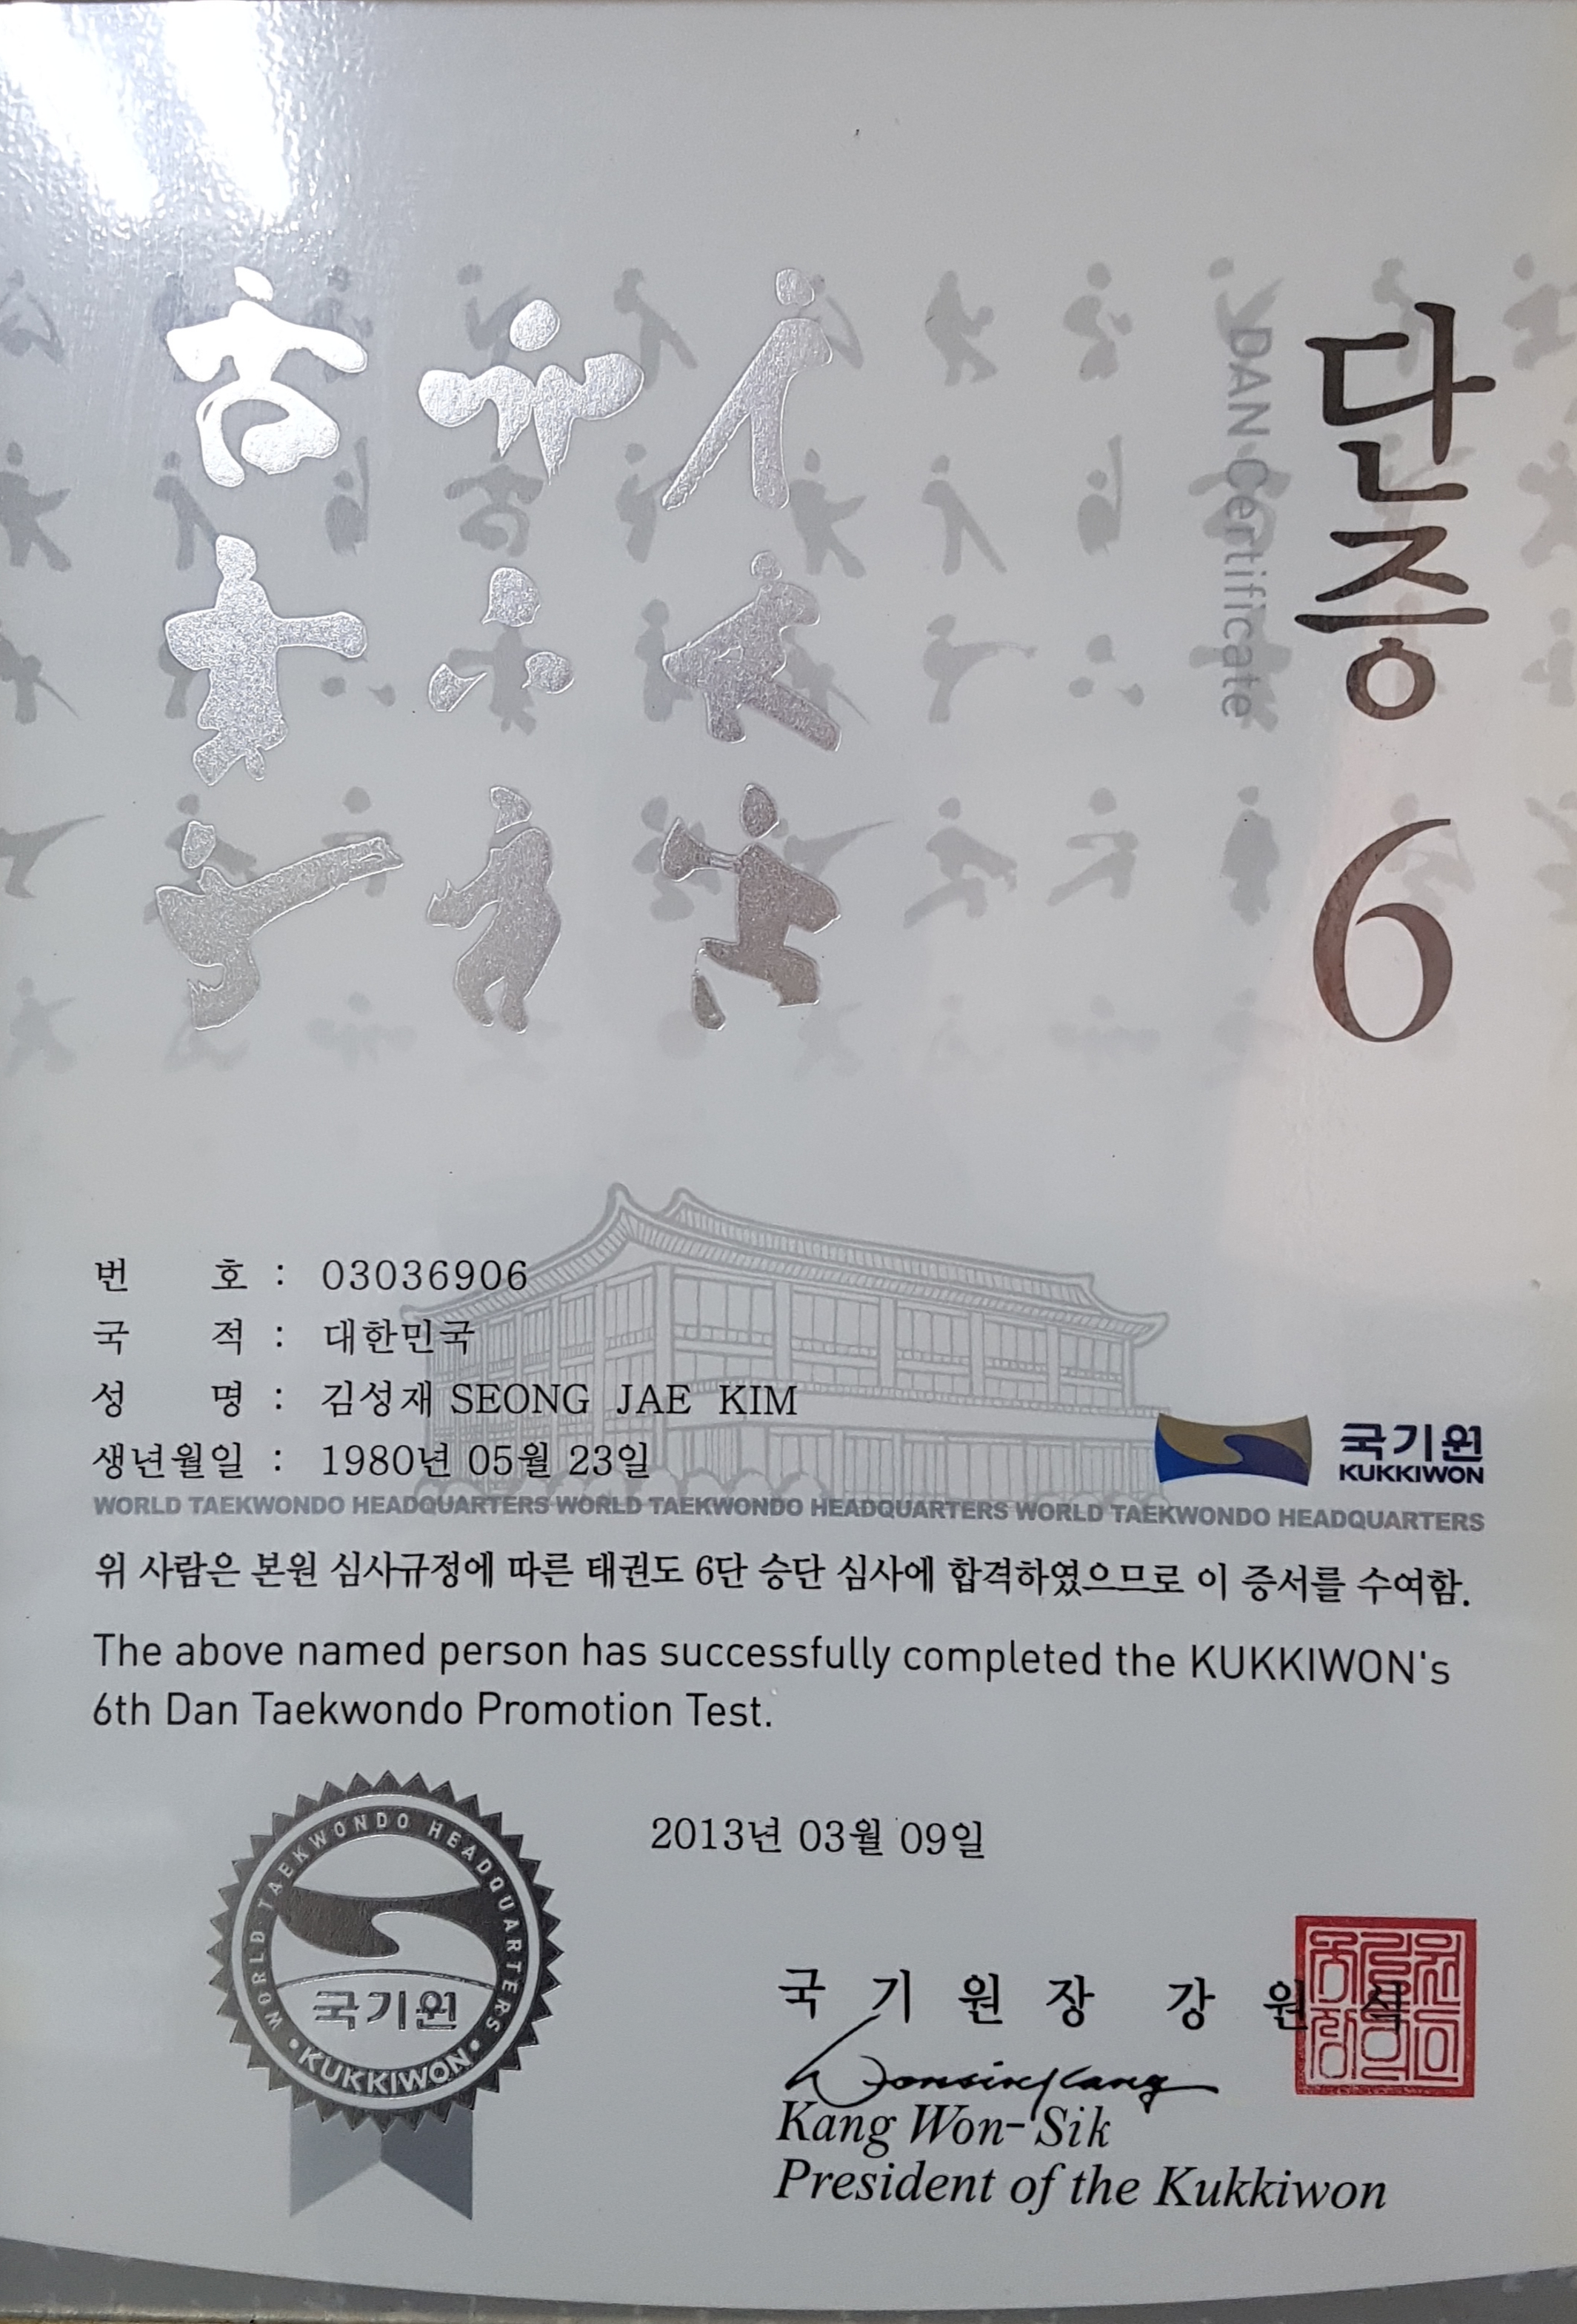 단증 6
DAN Certificate
번 호 : 03036906
국 적 : 대한민국
성 명 : 김성재 SEONG JAE KIM
생년월일 : 1980년 05월 23일
국기원
KUKKIWON
WORLD TAEKWONDO HEADQUARTERS WORLD TAEKWONDO HEADQUARTERS WORLD TAEKWONDO HEADQUARTERS
위 사람은 본원 심사규정에 따른 태권도 6단 승단 심사에 합격하였으므로 이 증서를 수여함.
The above named person has successfully completed the KUKKIWON's
6th Dan Taekwondo Promotion Test.
2013년 03월 09일
WORLD TAEKWONDO HEADQUARTERS
국기원
KUKKIWON
국 기 원 장 강 원 식
Kang Won-Sik
President of the Kukkiwon